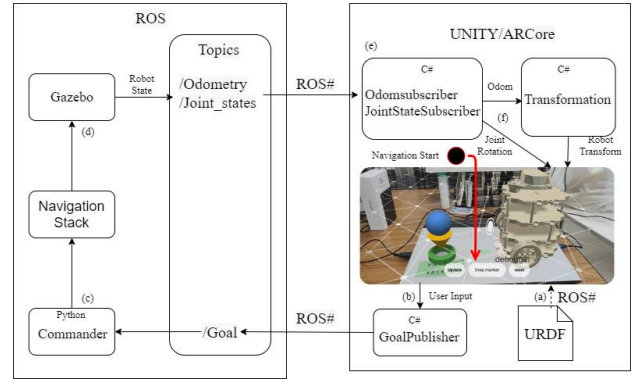 ROS
UNITY/ARCore
Topics
(e)
C#
C#
Robot
State
/Odometry
/Joint_states
ROS#
Gazebo
Odomsubscriber
JointStateSubscriber
Odom
Transformation
(f)
(d)
Joint
Rotation
Robot
Transform
Navigation Start
Navigation
Stack
Update
Drop marker
reset
(c)
(b)
User Input
(a)
ROS#
Python
Commander
/Goal
ROS#
C#
GoalPublisher
URDF